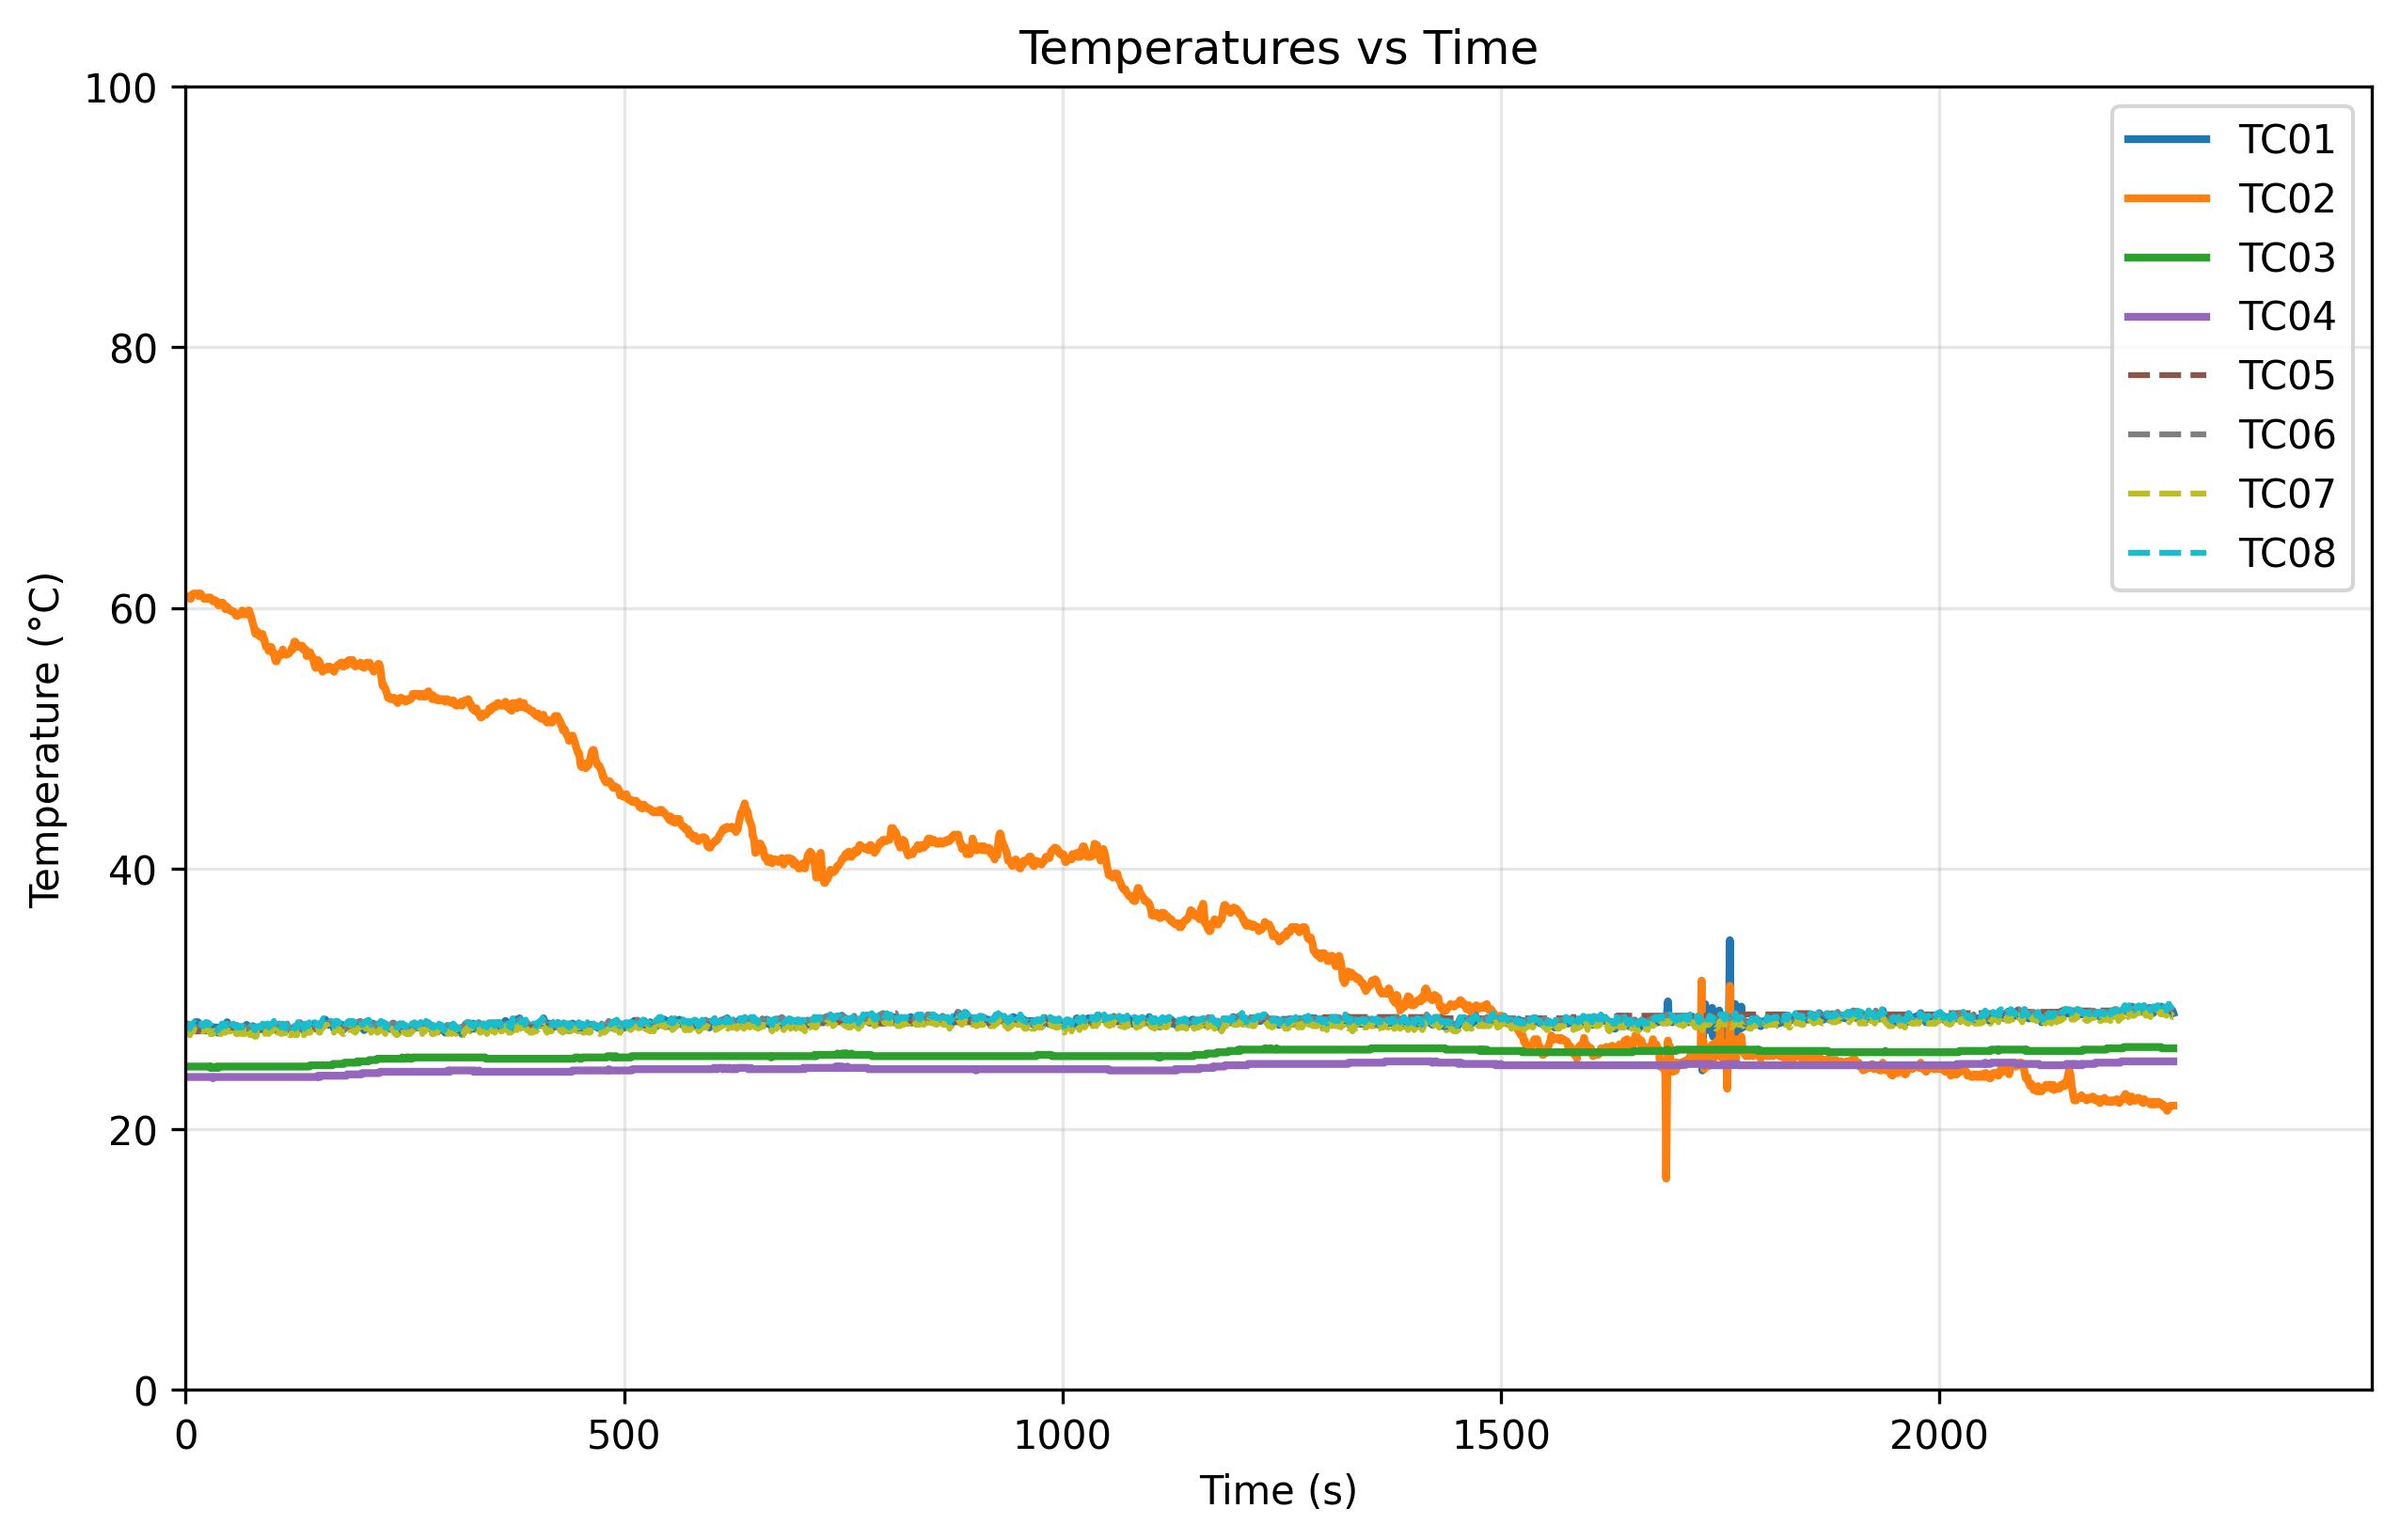 Temperatures vs Time
100
80
60
40
20
0
Temperature (°C)
0 500 1000 1500 2000
Time (s)
TC01
TC02
TC03
TC04
TC05
TC06
TC07
TC08